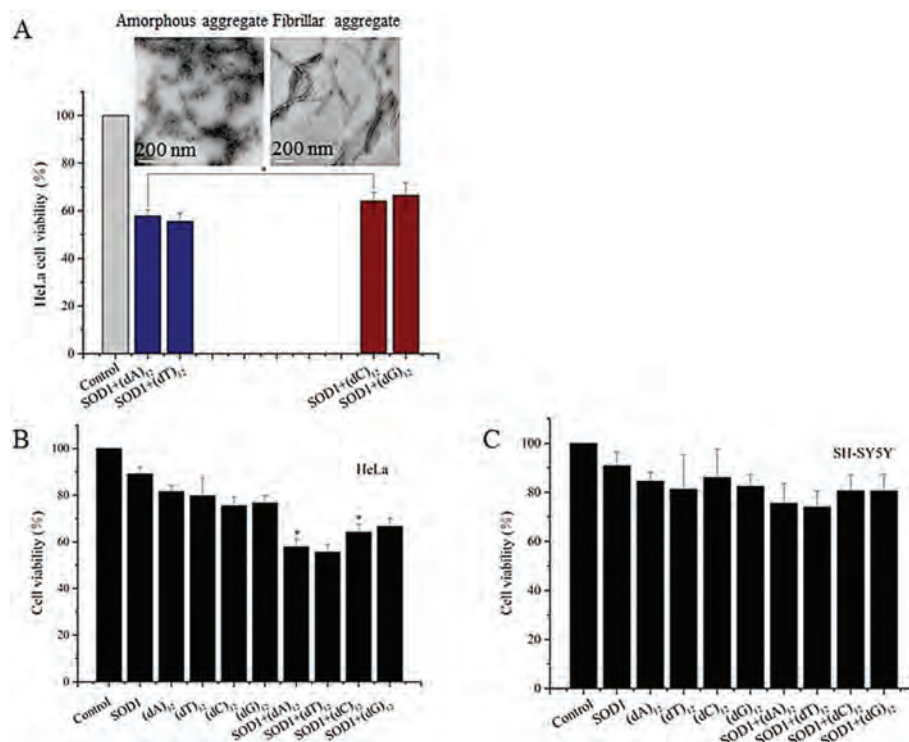 A
Amorphous aggregate Fibrillar aggregate
200 nm
200 nm
*
HeLa cell viability (%)
100
80
60
40
20
0
Control
SOD1+(dA)12
SOD1+(dT)12
SOD1+(dC)12
SOD1+(dG)12
B
HeLa
Cell viability (%)
100
80
60
40
20
0
*
*
Control
SOD1
(dA)12
(dT)12
(dC)12
(dG)12
SOD1+(dA)12
SOD1+(dT)12
SOD1+(dC)12
SOD1+(dG)12
C
SH-SY5Y
Cell viability (%)
100
80
60
40
20
0
Control
SOD1
(dA)12
(dT)12
(dC)12
(dG)12
SOD1+(dA)12
SOD1+(dT)12
SOD1+(dC)12
SOD1+(dG)12